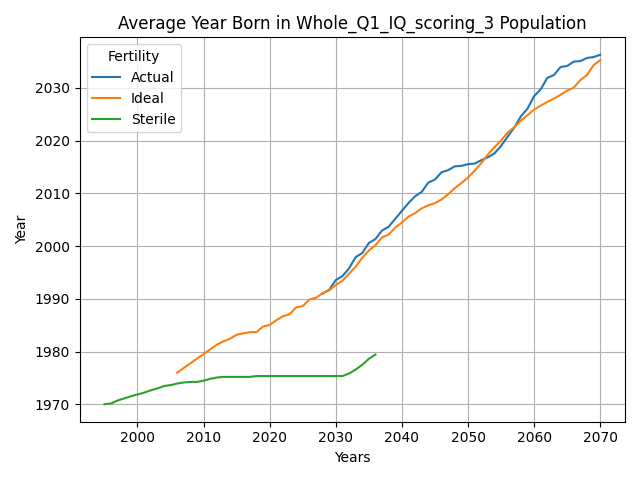 Average Year Born in Whole_Q1_IQ_scoring_3 Population
Fertility
Actual
Ideal
Sterile
Year
2030
2020
2010
2000
1990
1980
1970
2000 2010 2020 2030 2040 2050 2060 2070
Years